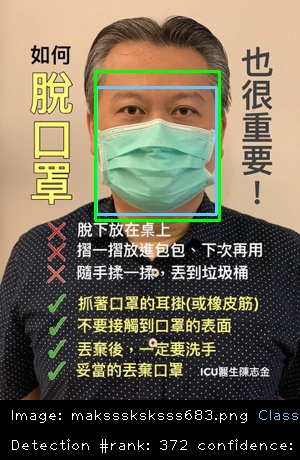 如何
脫口罩
也很重要！
脫下放在桌上
摺一摺放進包包、下次再用
隨手揉一揉，丟到垃圾桶
抓著口罩的耳掛(或橡皮筋)
不要接觸到口罩的表面
丟棄後，一定要洗手
妥當的丟棄口罩
ICU醫生陳志金
Image: maksssksksss683.png Class
Detection #rank: 372 confidence: